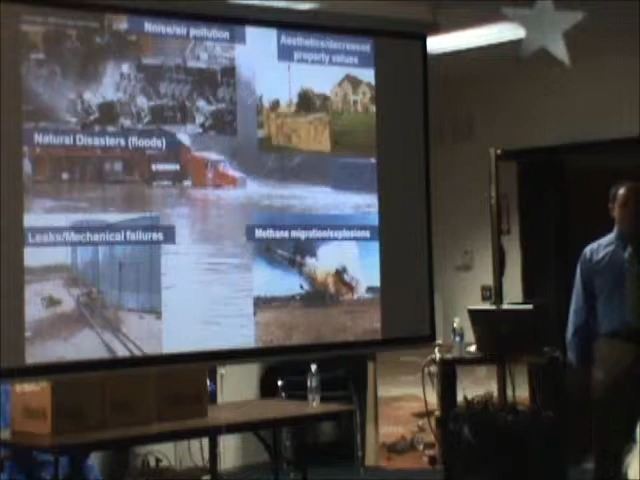 Noise/air pollution
Aesthetics/decreased
property values
Natural Disasters (floods)
Leaks/Mechanical failures
Methane migration/explosions